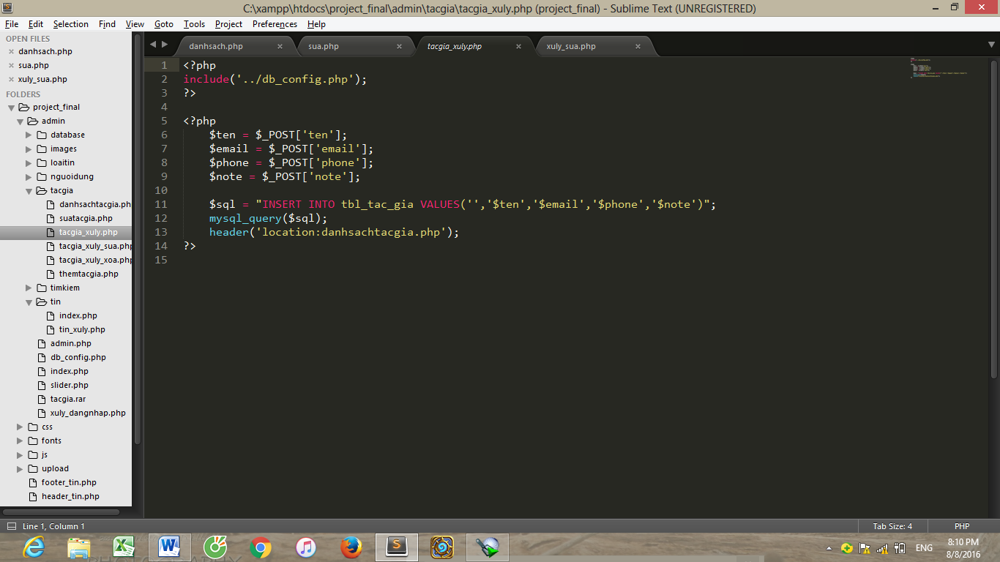 C:\xampp\htdocs\project_final\admin\tacgia\tacgia_xuly.php (project_final) - Sublime Text (UNREGISTERED)
File Edit Selection Find View Goto Tools Project Preferences Help
OPEN FILES
danhsach.php
sua.php
xuly_sua.php
FOLDERS
project_final
admin
database
images
loaitin
nguoidung
tacgia
danhsachtacgia.ph
suatacgia.php
tacgia_xuly.php
tacgia_xuly_sua.php
tacgia_xuly_xoa.php
themtacgia.php
timkiem
tin
index.php
tin_xuly.php
admin.php
db_config.php
index.php
slider.php
tacgia.rar
xuly_dangnhap.php
css
fonts
js
upload
footer_tin.php
header_tin.php
danhsach.php sua.php tacgia_xuly.php xuly_sua.php
1 <?php
2 include('../db_config.php');
3 ?>
4
5 <?php
6 $ten = $_POST['ten'];
7 $email = $_POST['email'];
8 $phone = $_POST['phone'];
9 $note = $_POST['note'];
10
11 $sql = "INSERT INTO tbl_tac_gia VALUES('','$ten','$email','$phone','$note')";
12 mysql_query($sql);
13 header('location:danhsachtacgia.php');
14 ?>
15
Line 1, Column 1 Tab Size: 4 PHP
ENG
8:10 PM
8/8/2016